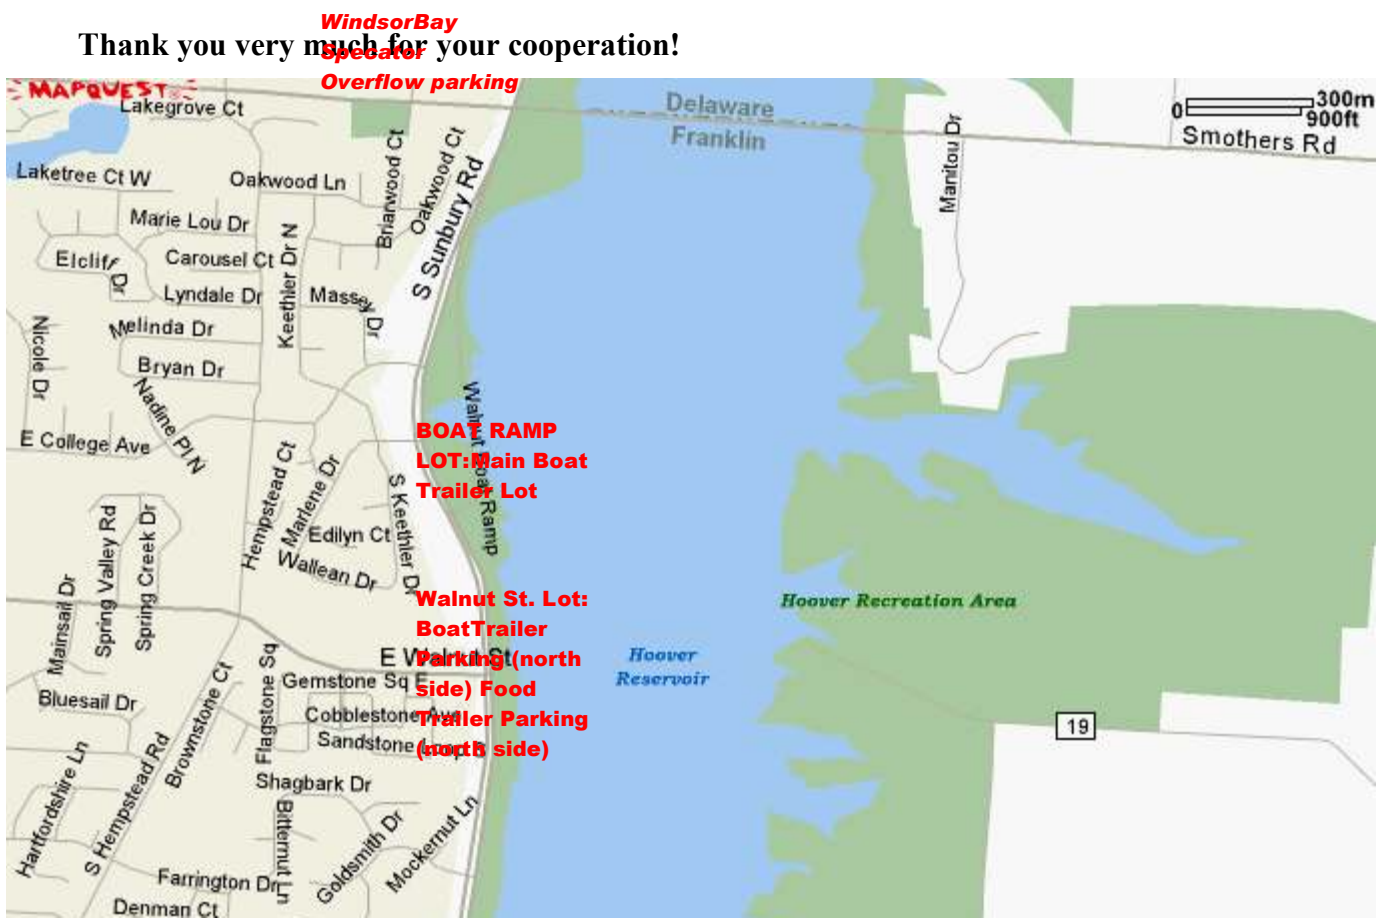 WindsorBay
Thank you very much for your cooperation!
Specator
Overflow parking
MAPQUEST
Lakegrove Ct
Delaware
Franklin
0 300m
900ft
Smothers Rd
Manitou Dr
Laketree Ct W
Oakwood Ln
Briarwood Ct
Oakwood Ct
S Sunbury Rd
Marie Lou Dr
Elcliff Dr
Carousel Ct
Keethler Dr N
Lyndale Dr
Massey Dr
Nicole Dr
Melinda Dr
Bryan Dr
Nadine Pl N
E College Ave
Walnut Boat Ramp
BOAT RAMP
LOT:Main Boat
Trailer Lot
Hempstead Ct
Marlene Dr
S Keethler Dr
Edilyn Ct
Wallean Dr
Spring Valley Rd
Spring Creek Dr
Mainsail Dr
Walnut St. Lot:
BoatTrailer
Parking (north
side) Food
Trailer Parking
(north side)
Hoover Recreation Area
Hoover
Reservoir
E Walnut St
Gemstone Sq E
Cobblestone Ave
Sandstone Loop
Flagstone Sq
Brownstone Ct
Bluesail Dr
19
Hartfordshire Ln
S Hempstead Rd
Shagbark Dr
Bitternut Ln
Goldsmith Dr
Mockernut Ln
Farrington Dr
Denman Ct